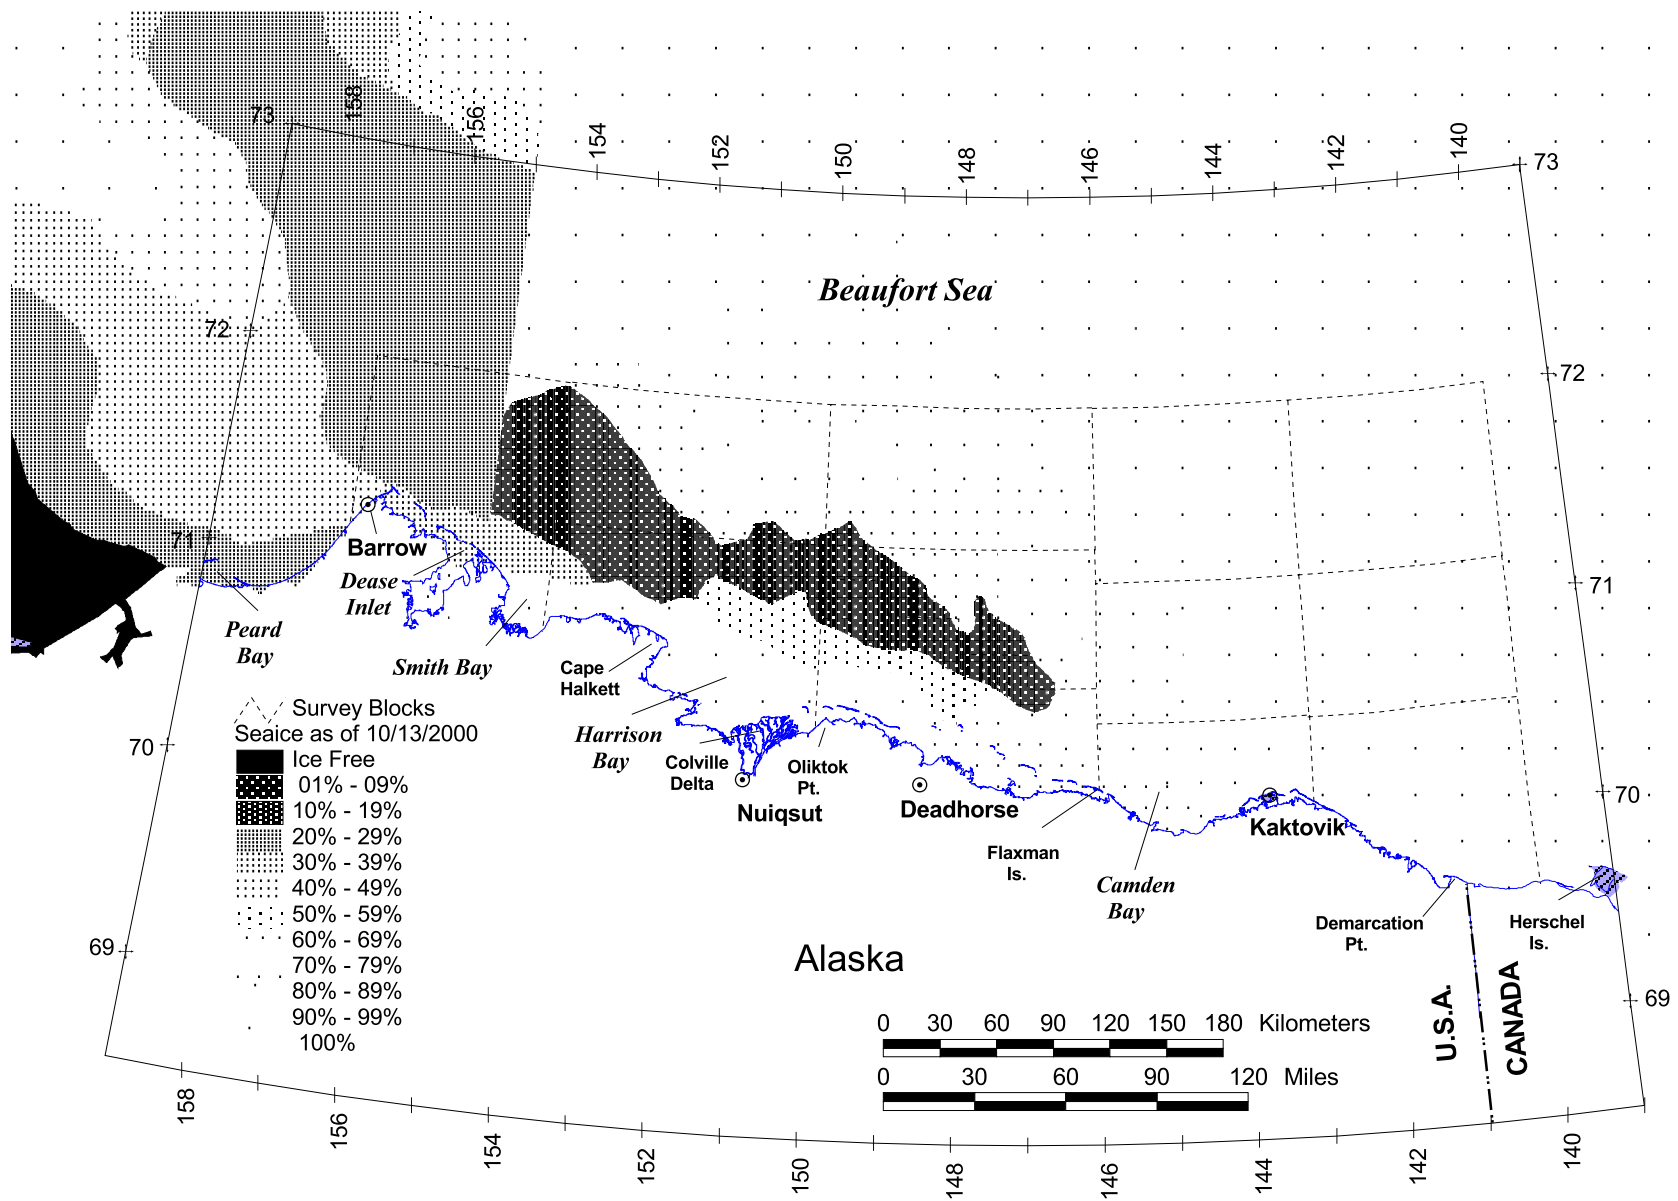 158
156
154
152
150
148
146
144
142
140
73
73
Beaufort Sea
72
72
71
71
Barrow
Dease
Inlet
Peard
Bay
Smith Bay
Cape
Halkett
Harrison
Bay
Colville
Delta
Oliktok
Pt.
Nuiqsut
Deadhorse
Flaxman
Is.
Camden
Bay
Kaktovik
Demarcation
Pt.
Herschel
Is.
70
70
69
69
Survey Blocks
Seaice as of 10/13/2000
Ice Free
01% - 09%
10% - 19%
20% - 29%
30% - 39%
40% - 49%
50% - 59%
60% - 69%
70% - 79%
80% - 89%
90% - 99%
100%
Alaska
U.S.A.
CANADA
0 30 60 90 120 150 180 Kilometers
0 30 60 90 120 Miles
158
156
154
152
150
148
146
144
142
140